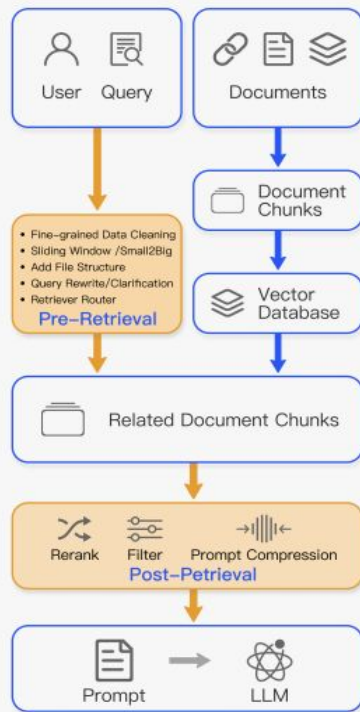 User Query
Documents
Document
Chunks
• Fine-grained Data Cleaning
• Sliding Window /Small2Big
• Add File Structure
• Query Rewrite/Clarification
• Retriever Router
Pre-Retrieval
Vector
Database
Related Document Chunks
Rerank Filter Prompt Compression
Post-Petrieval
Prompt LLM